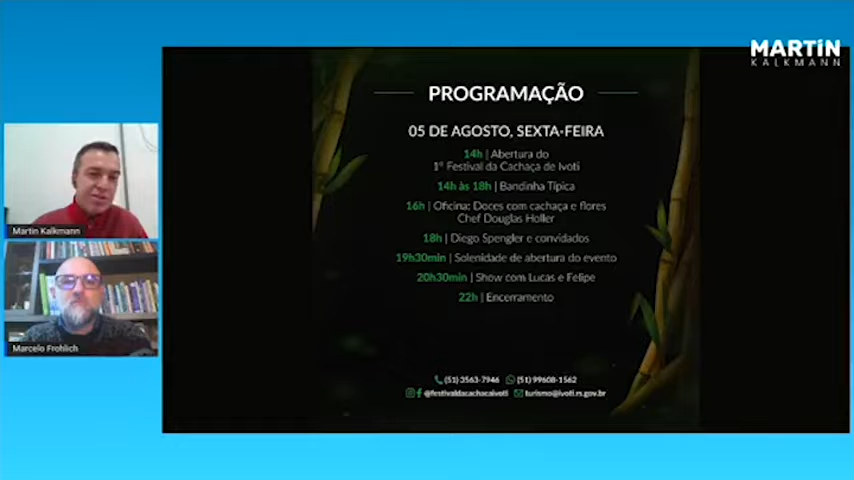 MARTIN
KALKMANN
PROGRAMAÇÃO
05 DE AGOSTO, SEXTA-FEIRA
14h | Abertura do
1º Festival da Cachaça de Ivoti
14h às 18h | Bandinha Típica
16h | Oficina: Doces com cachaça e flores
Chef Douglas Holler
18h | Diego Spengler e convidados
19h30min | Solenidade de abertura do evento
20h30min | Show com Lucas e Felipe
22h | Encerramento
(51) 3563-7946 (51) 99608-1562
@festivaldacachacaivoti turismo@ivoti.rs.gov.br
Martin Kalkmann
Marcelo Frohlich